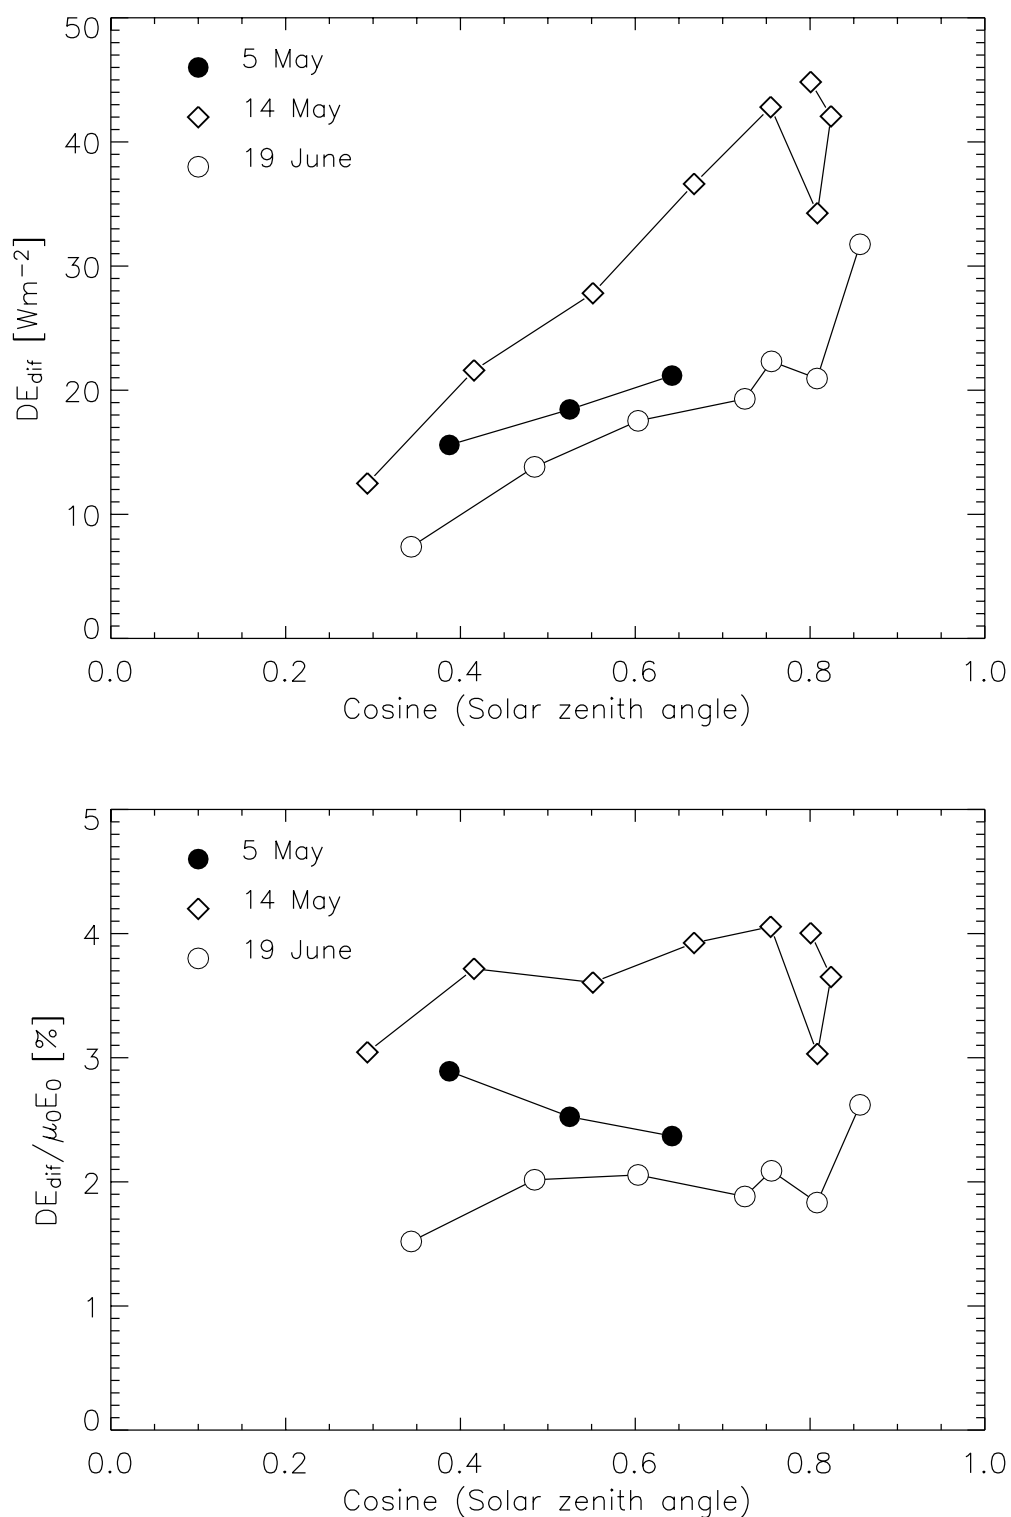 50
40
30
20
10
0
DE_dif [Wm⁻²]
5 May
14 May
19 June
0.0 0.2 0.4 0.6 0.8 1.0
Cosine (Solar zenith angle)
5
4
3
2
1
0
DE_dif/μ₀E₀ [%]
5 May
14 May
19 June
0.0 0.2 0.4 0.6 0.8 1.0
Cosine (Solar zenith angle)